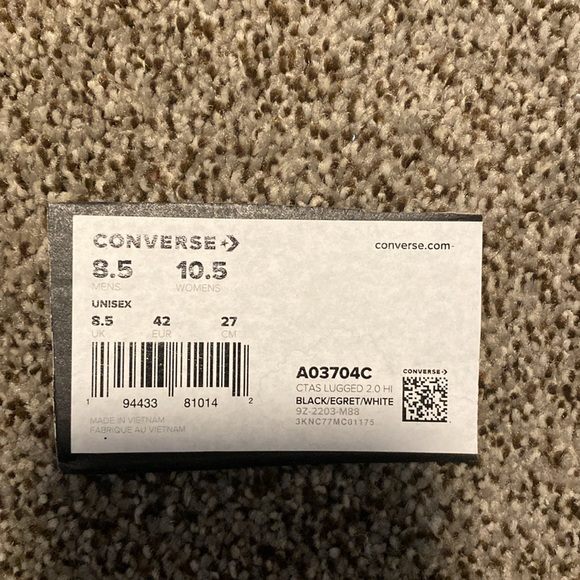 CONVERSE
converse.com
8.5 10.5
MENS WOMENS
UNISEX
8.5 42 27
UK EUR CM
1 94433 81014 2
MADE IN VIETNAM
FABRIQUE AU VIETNAM
A03704C
CTAS LUGGED 2.0 HI
BLACK/EGRET/WHITE
9Z-2203-M88
3KNC77MC01175
CONVERSE